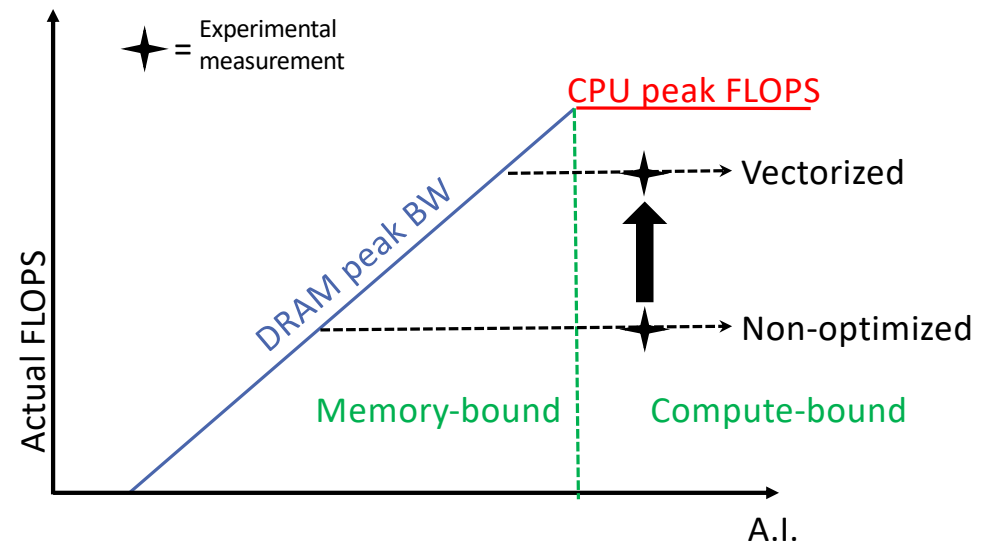 = Experimental
measurement
CPU peak FLOPS
Vectorized
DRAM peak BW
Non-optimized
Actual FLOPS
Memory-bound
Compute-bound
A.I.